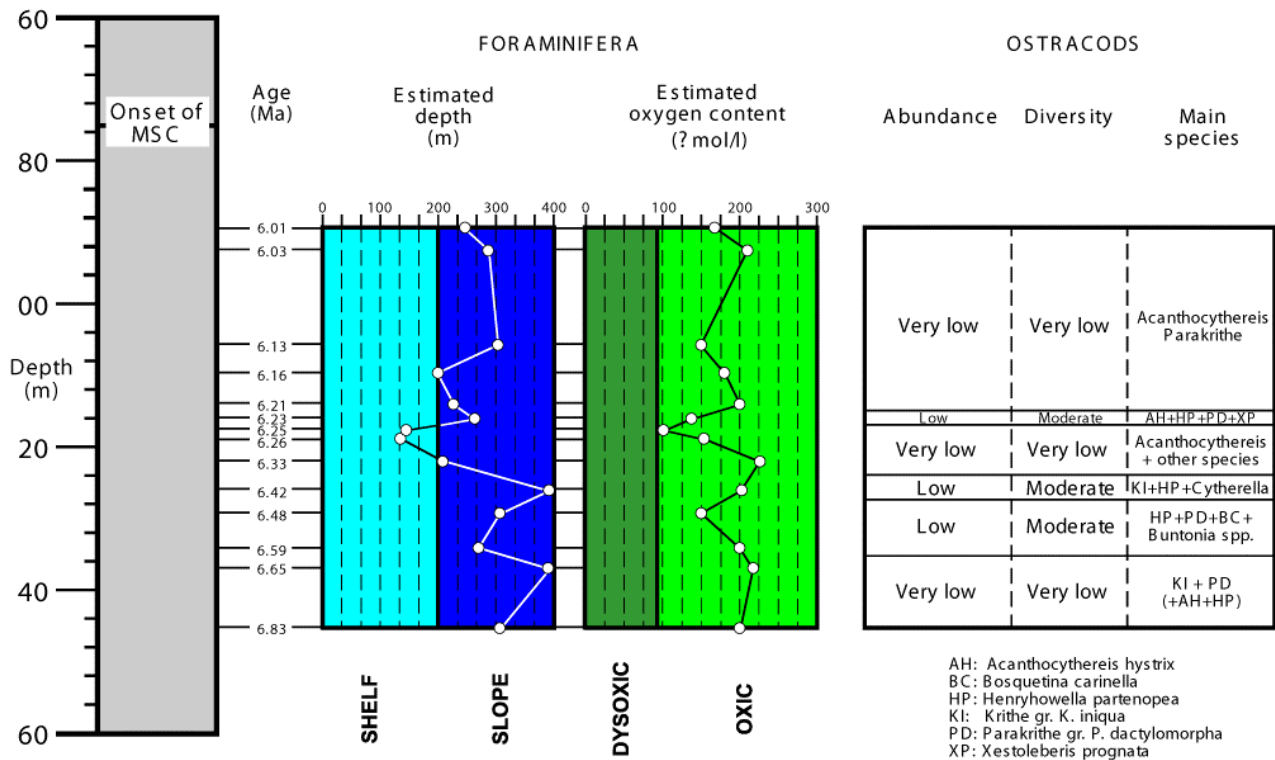 60
80
00
Depth
(m)
20
40
60
Onset of
MSC
FORAMINIFERA
OSTRACODS
Age
(Ma)
Estimated
depth
(m)
Estimated
oxygen content
(? mol/l)
Abundance
Diversity
Main
species
0 100 200 300 400
0 100 200 300
6.01
6.03
6.13
6.16
6.21
6.23
6.25
6.26
6.33
6.42
6.48
6.59
6.65
6.83
Very low
Very low
Acanthocythereis
Parakrithe
Low
Moderate
AH+HP+PD+XP
Very low
Very low
Acanthocythereis
+ other species
Low
Moderate
KI+HP+Cytherella
Low
Moderate
HP+PD+BC+
Buntonia spp.
Very low
Very low
KI + PD
(+AH+HP)
SHELF
SLOPE
DYSOXIC
OXIC
AH: Acanthocythereis hystrix
BC: Bosquetina carinella
HP: Henryhowella partenopea
KI: Krithe gr. K. iniqua
PD: Parakrithe gr. P. dactylomorpha
XP: Xestoleberis prognata